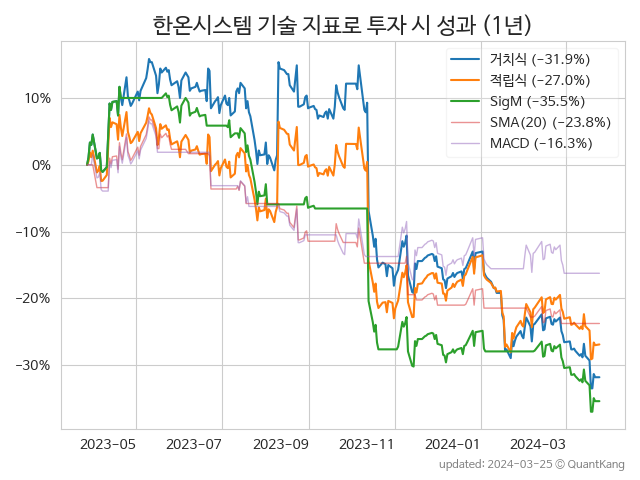 한온시스템 기술 지표로 투자 시 성과 (1년)
거치식 (−31.9%)
적립식 (−27.0%)
SigM (−35.5%)
SMA(20) (−23.8%)
MACD (−16.3%)
10%
0%
−10%
−20%
−30%
2023-05 2023-07 2023-09 2023-11 2024-01 2024-03
updated: 2024-03-25 © QuantKang